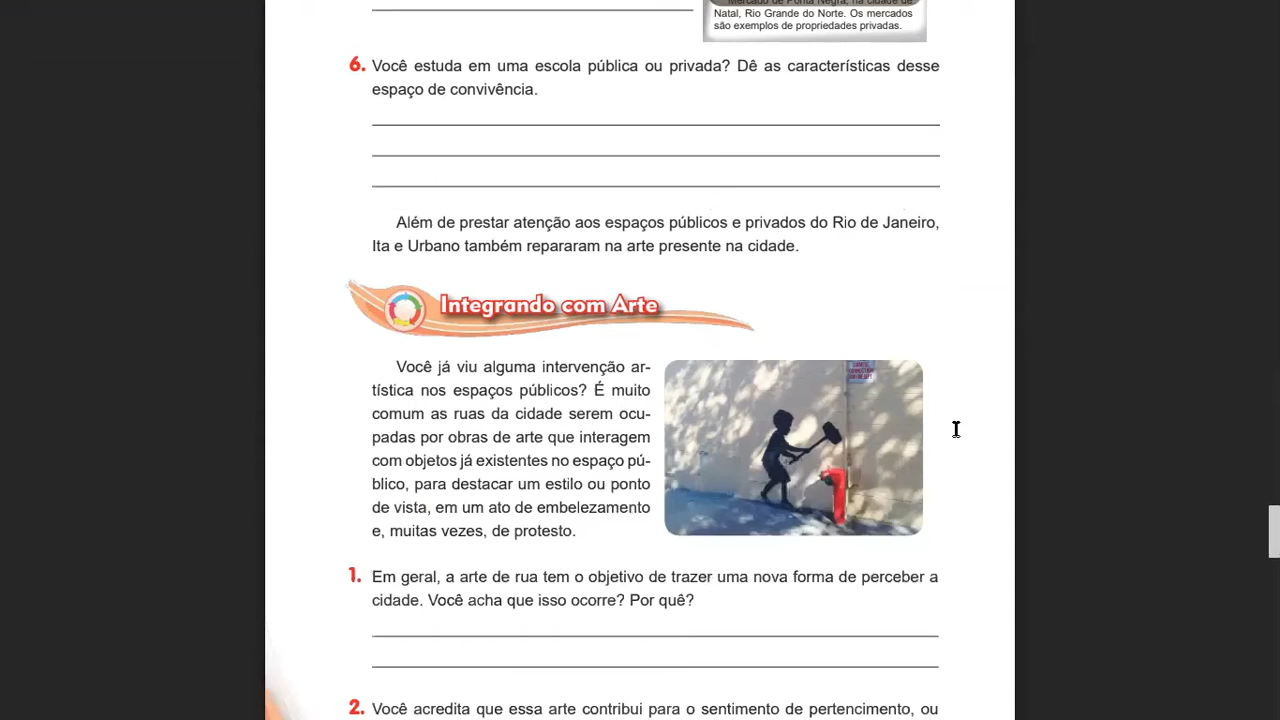 Mercado de Ponta Negra, na cidade de
Natal, Rio Grande do Norte. Os mercados
são exemplos de propriedades privadas.
6. Você estuda em uma escola pública ou privada? Dê as características desse
espaço de convivência.
Além de prestar atenção aos espaços públicos e privados do Rio de Janeiro,
Ita e Urbano também repararam na arte presente na cidade.
Integrando com Arte
Você já viu alguma intervenção ar-
tística nos espaços públicos? É muito
comum as ruas da cidade serem ocu-
padas por obras de arte que interagem
com objetos já existentes no espaço pú-
blico, para destacar um estilo ou ponto
de vista, em um ato de embelezamento
e, muitas vezes, de protesto.
1. Em geral, a arte de rua tem o objetivo de trazer uma nova forma de perceber a
cidade. Você acha que isso ocorre? Por quê?
2. Você acredita que essa arte contribui para o sentimento de pertencimento, ou